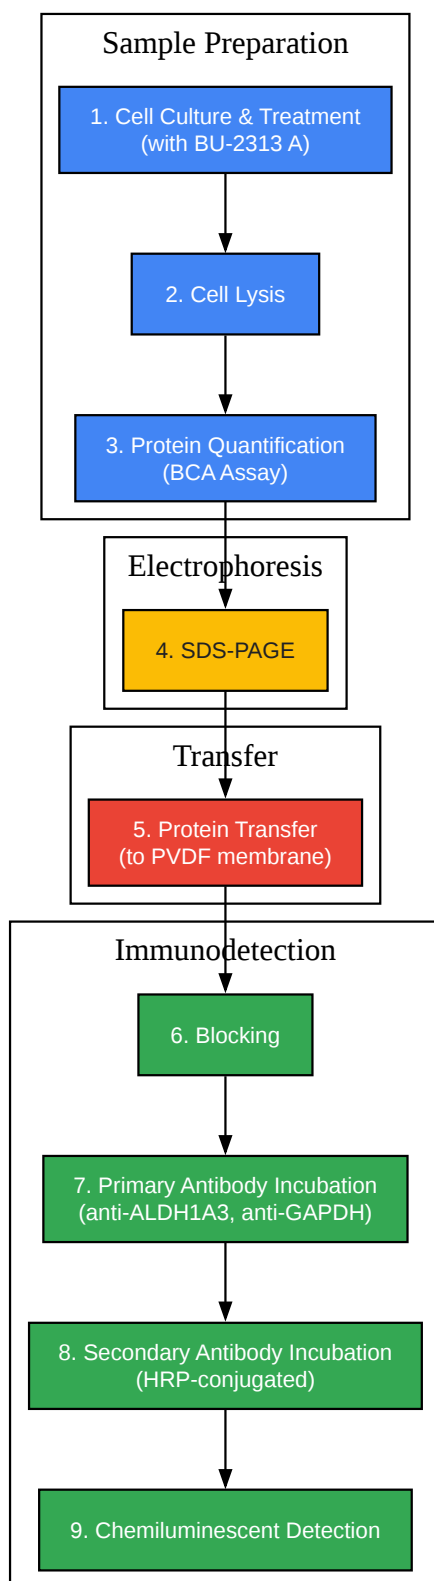 Sample Preparation
1. Cell Culture & Treatment
(with BU-2313 A)
2. Cell Lysis
3. Protein Quantification
(BCA Assay)
Electrophoresis
4. SDS-PAGE
Transfer
5. Protein Transfer
(to PVDF membrane)
Immunodetection
6. Blocking
7. Primary Antibody Incubation
(anti-ALDH1A3, anti-GAPDH)
8. Secondary Antibody Incubation
(HRP-conjugated)
9. Chemiluminescent Detection